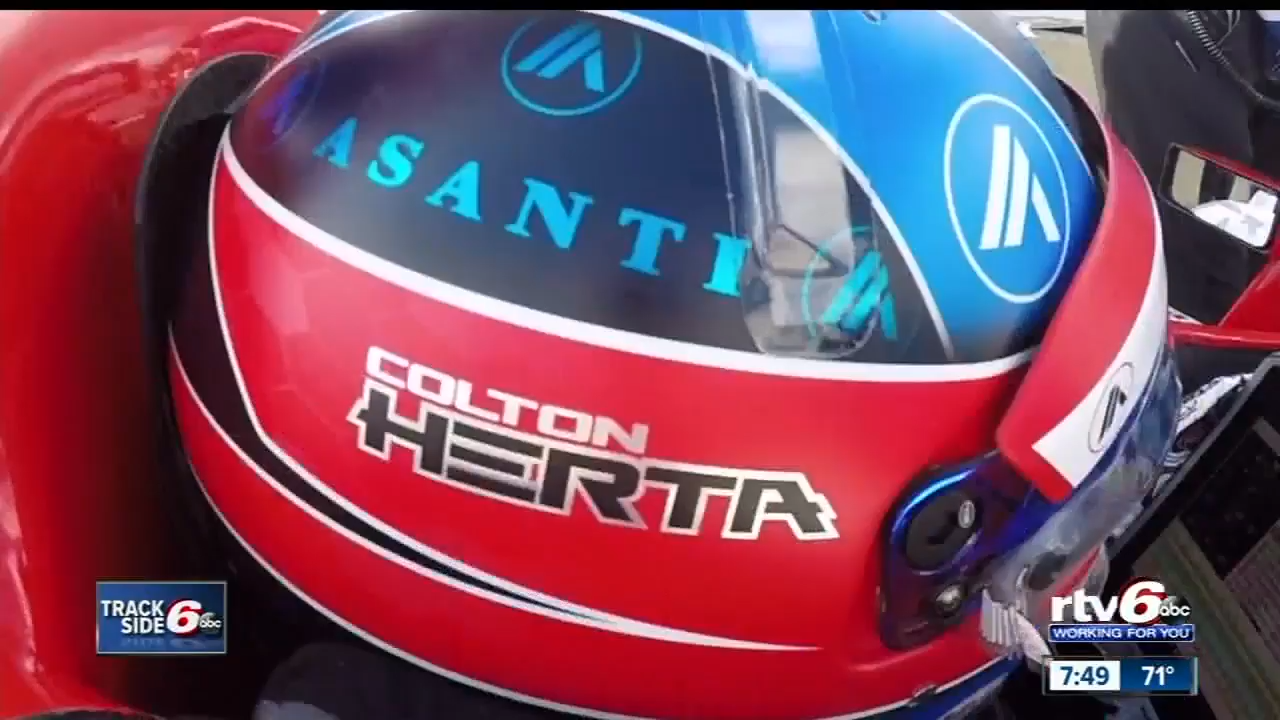 ASANTI
COLTON
HERTA
TRACK
SIDE 6 abc
rtv6 abc
WORKING FOR YOU
7:49 71°